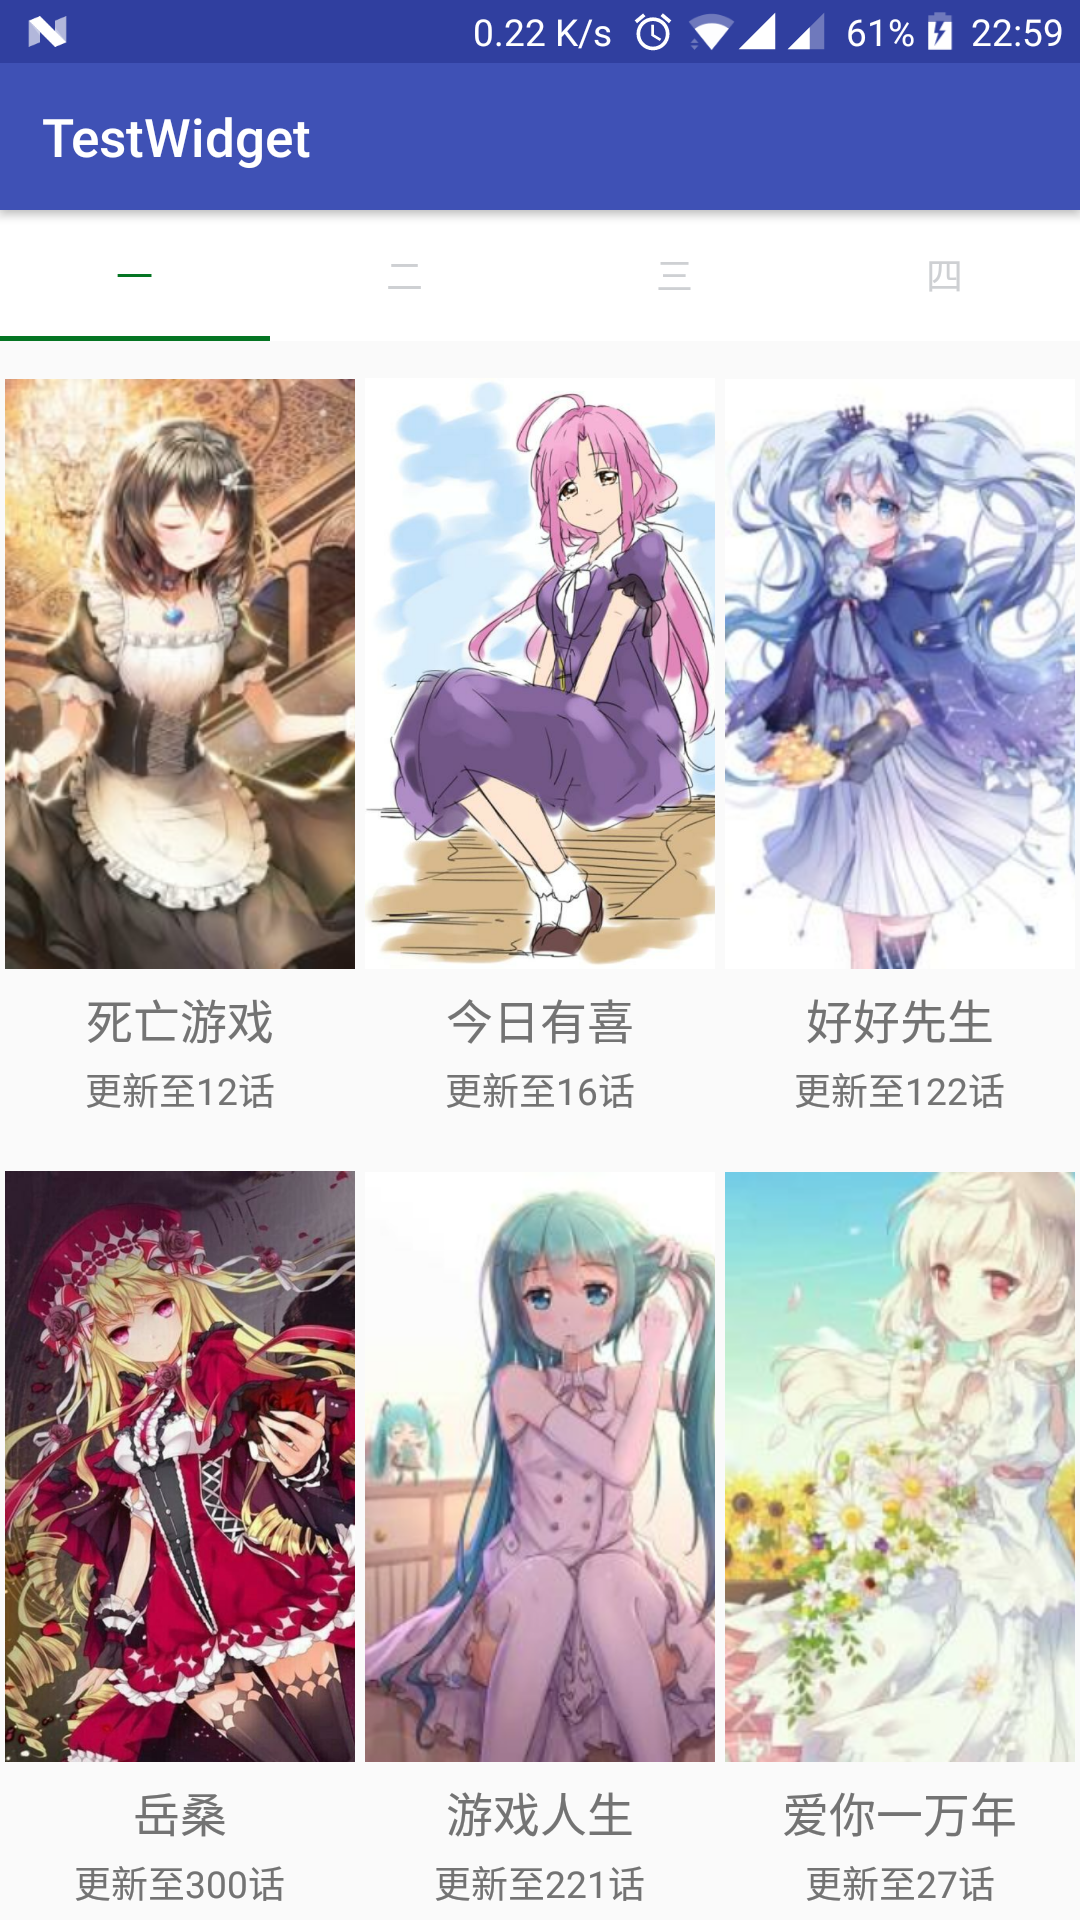 0.22 K/s 61% 22:59
TestWidget
一 二 三 四
死亡游戏 今日有喜 好好先生
更新至12话 更新至16话 更新至122话
岳桑 游戏人生 爱你一万年
更新至300话 更新至221话 更新至27话